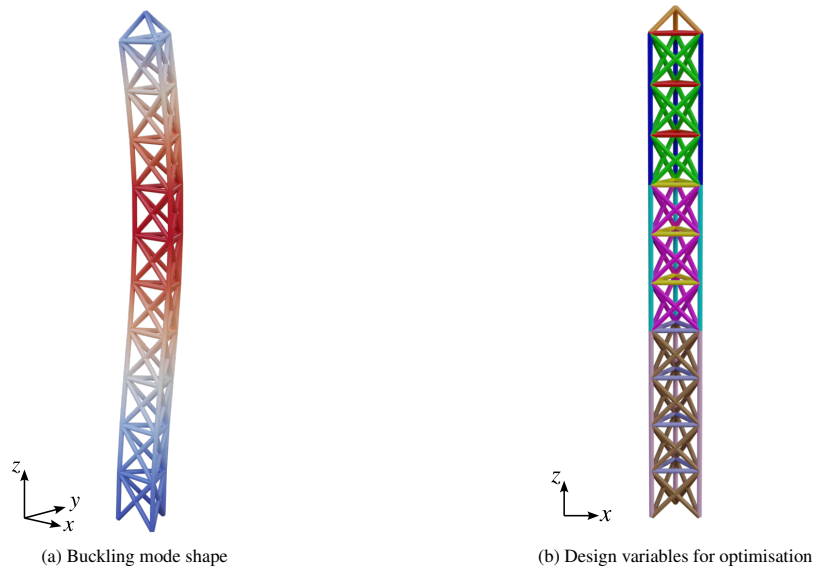 z
y
x
z
x
(a) Buckling mode shape
(b) Design variables for optimisation